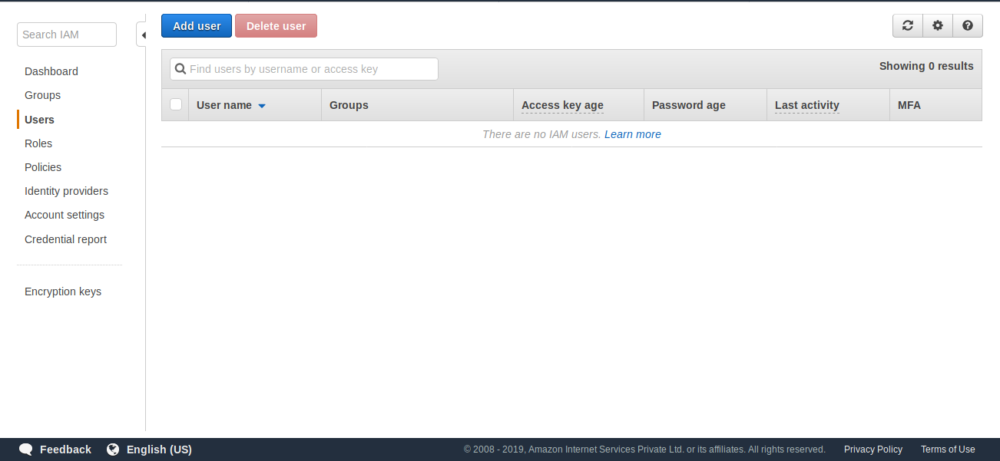 Search IAM
Dashboard
Groups
Users
Roles
Policies
Identity providers
Account settings
Credential report
Encryption keys
Add user Delete user
Find users by username or access key
Showing 0 results
User name Groups Access key age Password age Last activity MFA
There are no IAM users. Learn more
Feedback English (US) © 2008 - 2019, Amazon Internet Services Private Ltd. or its affiliates. All rights reserved. Privacy Policy Terms of Use